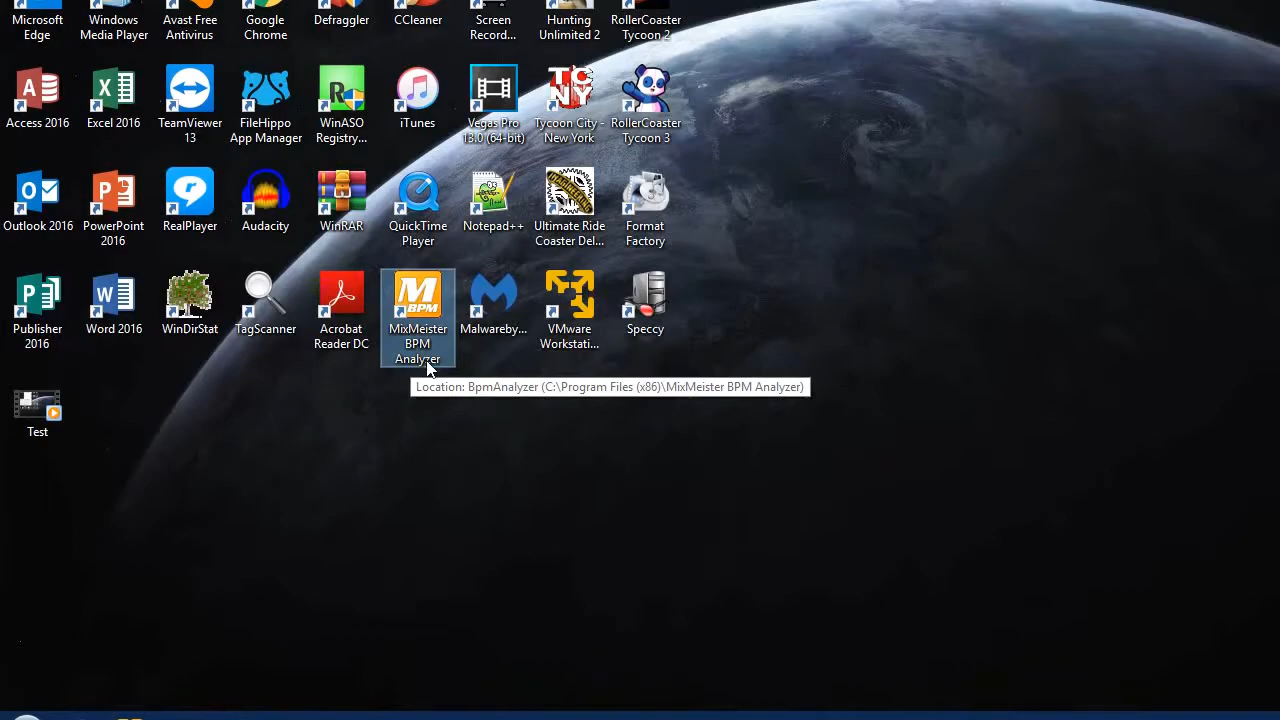 Microsoft Edge
Windows Media Player
Avast Free Antivirus
Google Chrome
Defraggler
CCleaner
Screen Record...
Hunting Unlimited 2
RollerCoaster Tycoon 2
Access 2016
Excel 2016
TeamViewer 13
FileHippo App Manager
WinASO Registry...
iTunes
Vegas Pro 13.0 (64-bit)
Tycoon City - New York
RollerCoaster Tycoon 3
Outlook 2016
PowerPoint 2016
RealPlayer
Audacity
WinRAR
QuickTime Player
Notepad++
Ultimate Ride Coaster Del...
Format Factory
Publisher 2016
Word 2016
WinDirStat
TagScanner
Acrobat Reader DC
M BPM
MixMeister BPM Analyzer
Malwareby...
VMware Workstati...
Speccy
Location: BpmAnalyzer (C:\Program Files (x86)\MixMeister BPM Analyzer)
Test